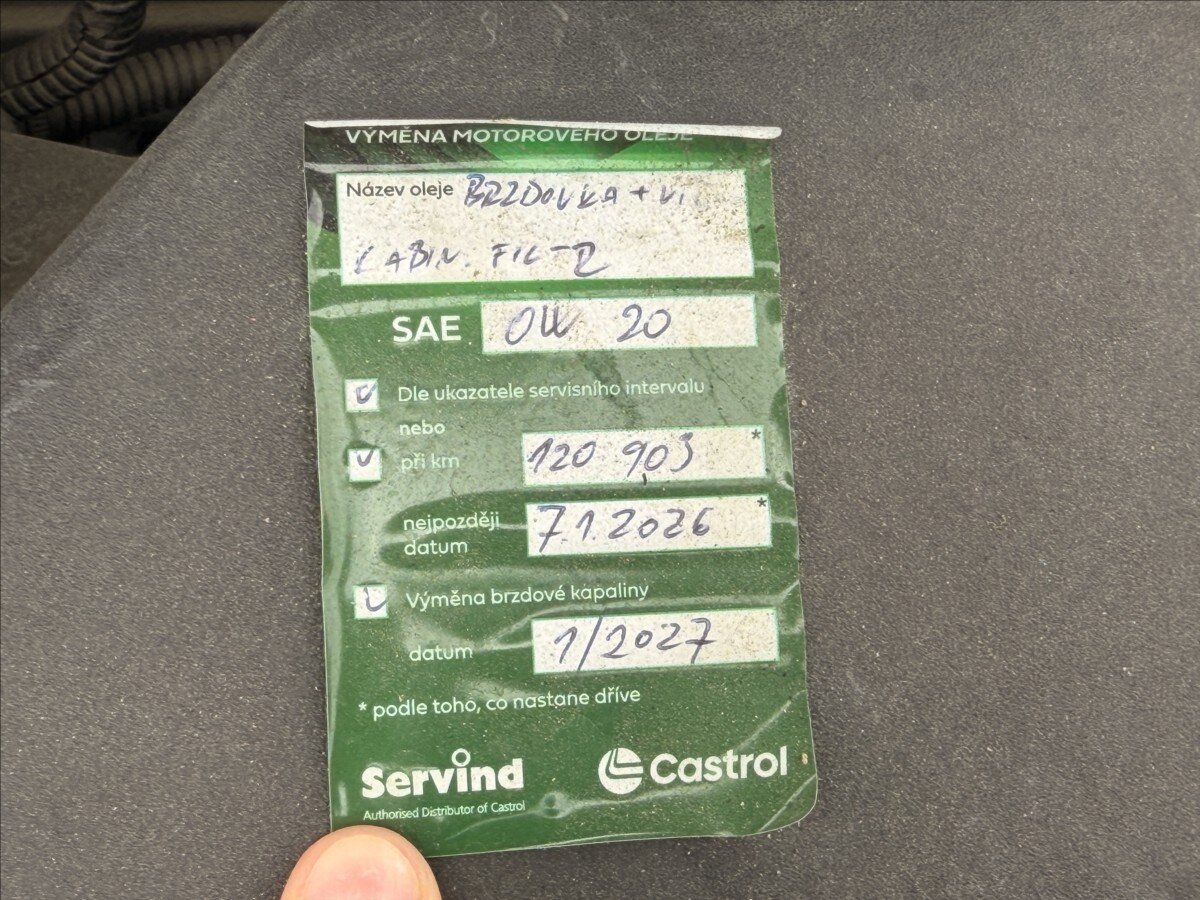 VÝMĚNA MOTOROVÉHO OLEJE
Název oleje BRZDOVKA +
KABIN. FILTR
SAE 0W 20
Dle ukazatele servisního intervalu
nebo
při km 120 903 *
nejpozději
datum 7.1.2026 *
Výměna brzdové kapaliny
datum 1/2027
* podle toho, co nastane dříve
Servind Castrol
Authorised Distributor of Castrol